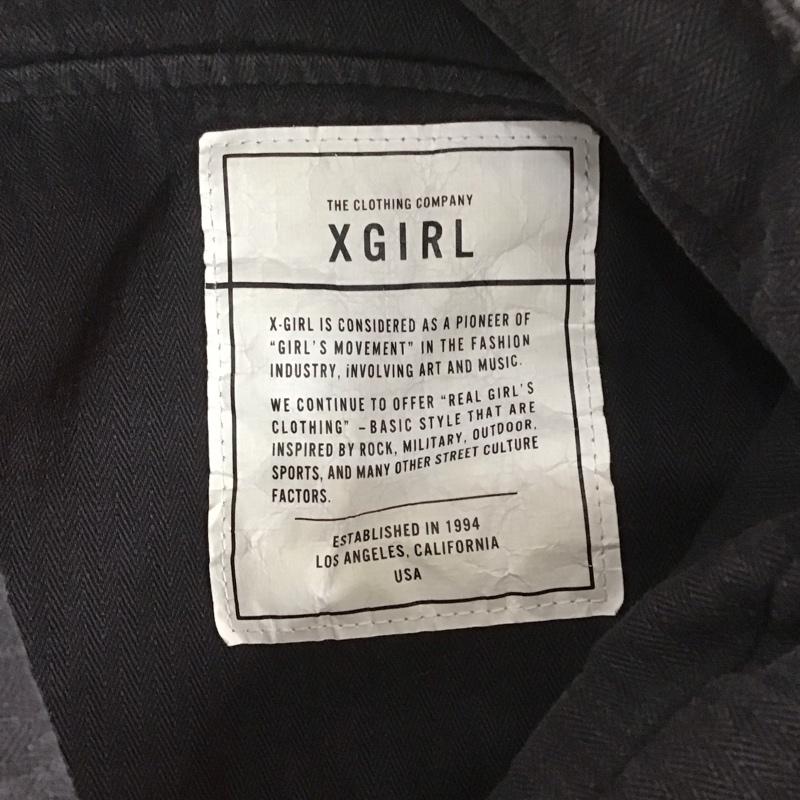 THE CLOTHING COMPANY
XGIRL
X-GIRL IS CONSIDERED AS A PIONEER OF
"GIRL'S MOVEMENT" IN THE FASHION
INDUSTRY, iNVOLVING ART AND MUSIC.
WE CONTINUE TO OFFER "REAL GIRL'S
CLOTHING" –BASIC STYLE THAT ARE
INSPIRED BY ROCK, MILITARY, OUTDOOR,
SPORTS, AND MANY OTHER STREET CULTURE
FACTORS.
ESTABLISHED IN 1994
LOS ANGELES, CALIFORNIA
USA